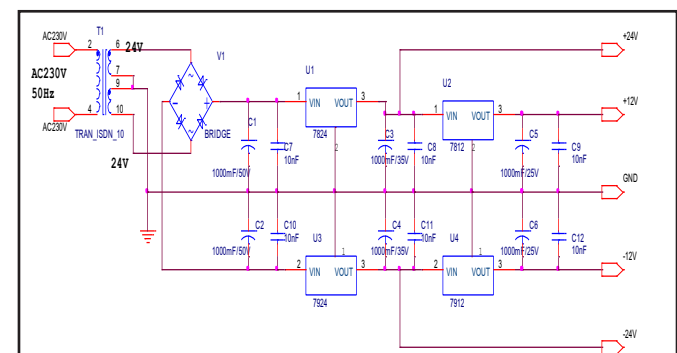 AC230V
T1
2
6
24V
7
AC230V
9
50Hz
4
10
AC230V
TRAN_ISDN_10
24V
V1
BRIDGE
U1
1
VIN
VOUT
3
7824
2
C1
1000mF/50V
C7
10nF
C3
1000mF/35V
C8
10nF
U2
1
VIN
VOUT
3
7812
2
C5
1000mF/25V
C9
10nF
+24V
+12V
GND
C2
1000mF/50V
C10
10nF
U3
1
2
VIN
VOUT
3
7924
C4
1000mF/35V
C11
10nF
U4
1
2
VIN
VOUT
3
7912
C6
1000mF/25V
C12
10nF
-12V
-24V